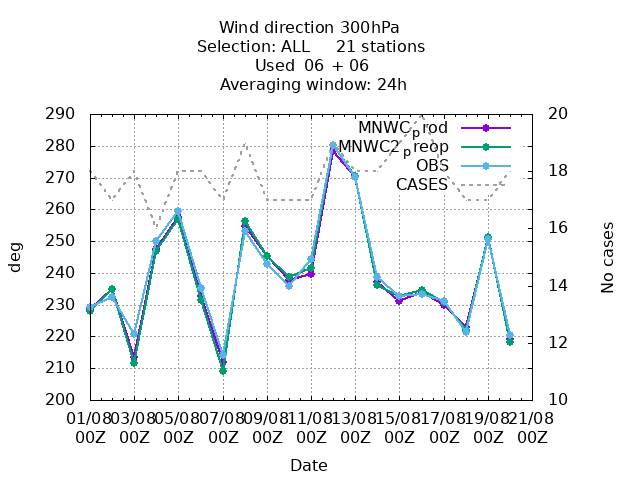 Wind direction 300hPa
Selection: ALL 21 stations
Used 06 + 06
Averaging window: 24h
290
280
270
260
250
240
230
220
210
200
deg
20
18
16
14
12
10
No cases
MNWCprod
MNWC2preop
OBS
CASES
01/08 03/08 05/08 07/08 09/08 11/08 13/08 15/08 17/08 19/08 21/08
00Z 00Z 00Z 00Z 00Z 00Z 00Z 00Z 00Z 00Z 00Z
Date